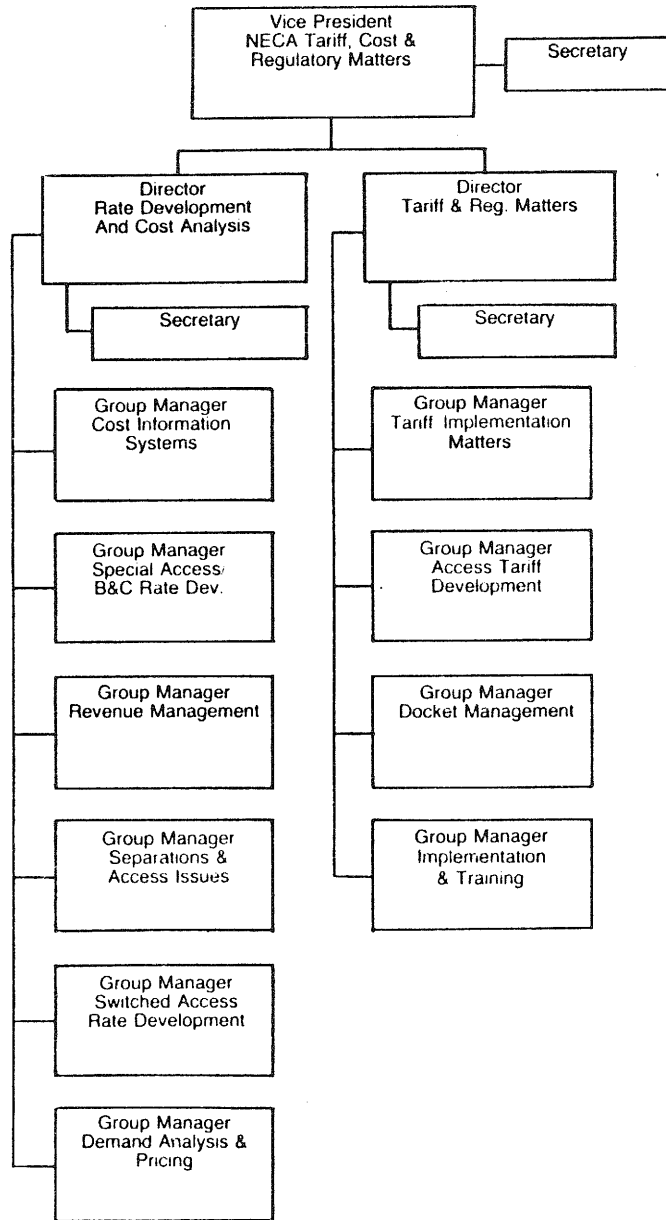 Vice President
NECA Tariff, Cost &
Regulatory Matters
Secretary
Director
Rate Development
And Cost Analysis
Secretary
Group Manager
Cost Information
Systems
Group Manager
Special Access/
B&C Rate Dev.
Group Manager
Revenue Management
Group Manager
Separations &
Access Issues
Group Manager
Switched Access
Rate Development
Group Manager
Demand Analysis &
Pricing
Director
Tariff & Reg. Matters
Secretary
Group Manager
Tariff Implementation
Matters
Group Manager
Access Tariff
Development
Group Manager
Docket Management
Group Manager
Implementation
& Training